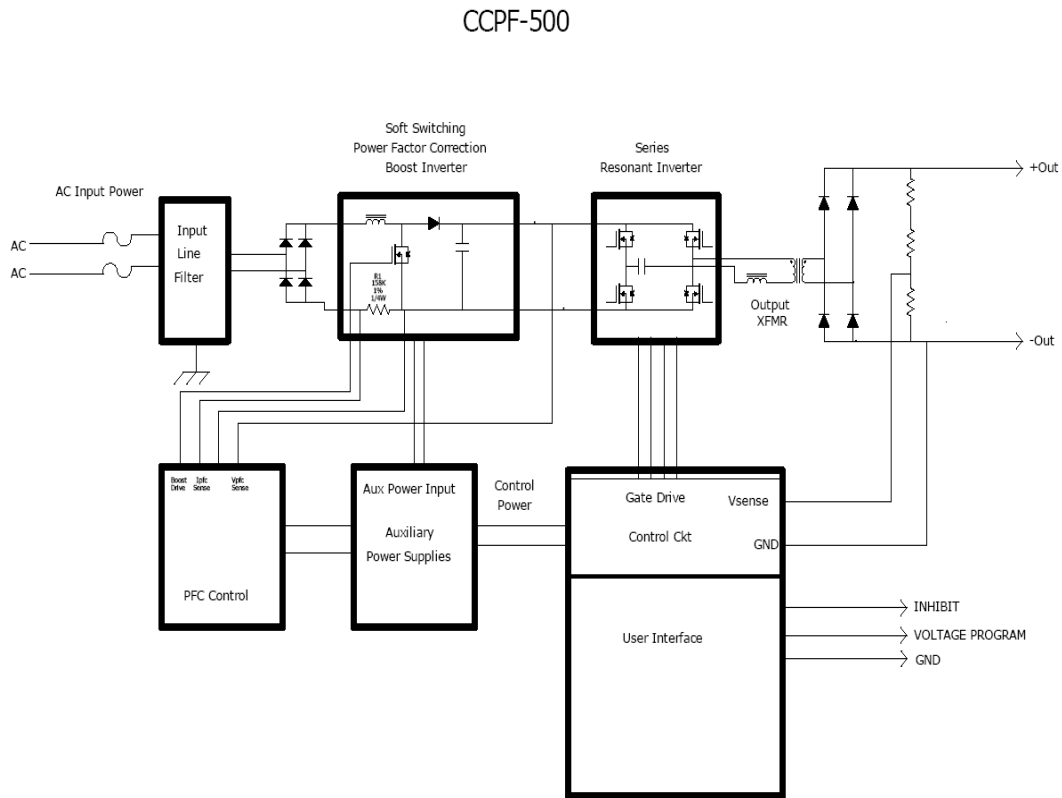 CCPF-500
Soft Switching
Power Factor Correction
Boost Inverter
Series
Resonant Inverter
AC Input Power
+Out
Input
Line
Filter
AC
AC
R1
158K
1%
1/4W
Output
XFMR
-Out
Boost
Drive
Ipfc
Sense
Vpfc
Sense
PFC Control
Aux Power Input
Auxiliary
Power Supplies
Control
Power
Gate Drive
Vsense
Control Ckt
GND
User Interface
INHIBIT
VOLTAGE PROGRAM
GND